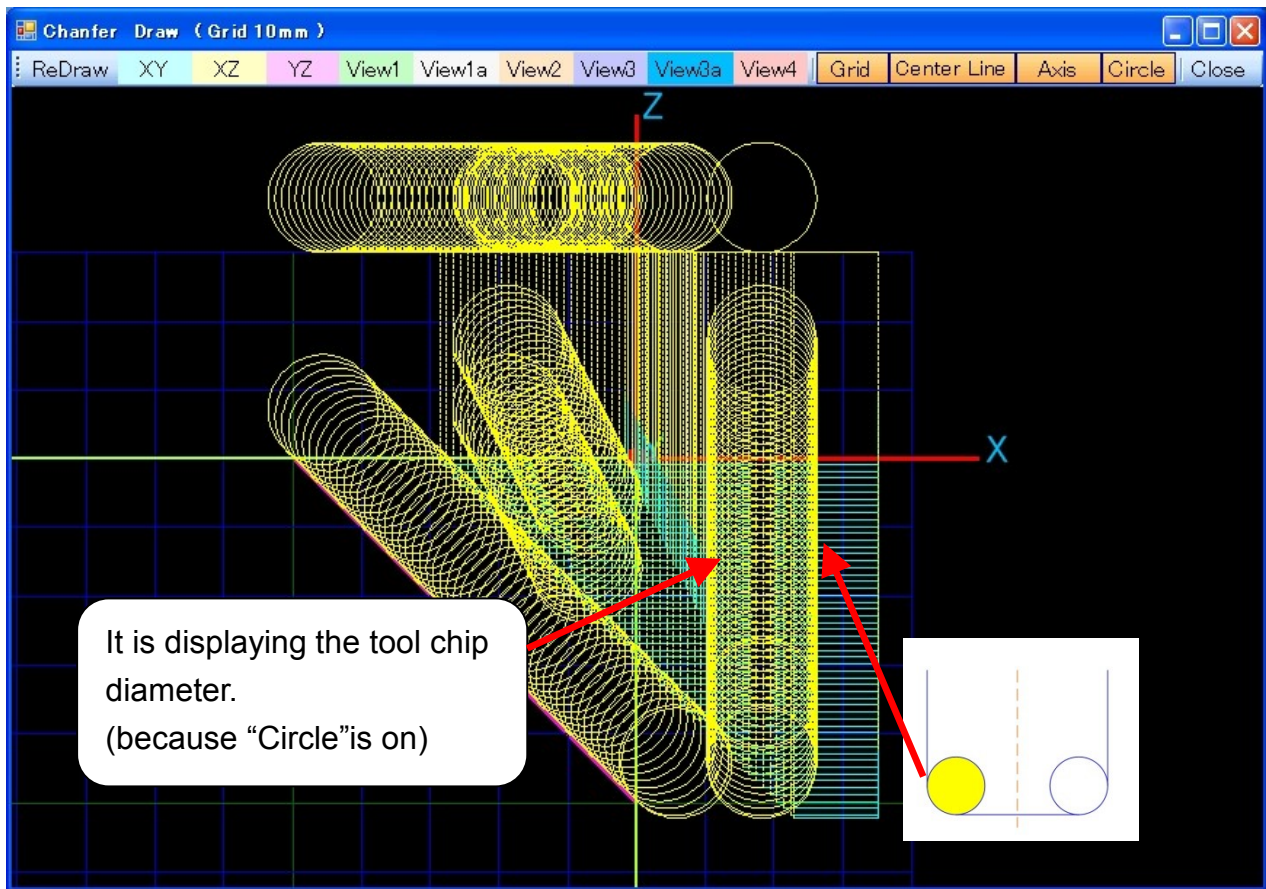 Chanfer Draw ( Grid 10mm )
ReDraw XY XZ YZ View1 View1a View2 View3 View3a View4 Grid Center Line Axis Circle Close
Z
X
It is displaying the tool chip
diameter.
(because “Circle”is on)